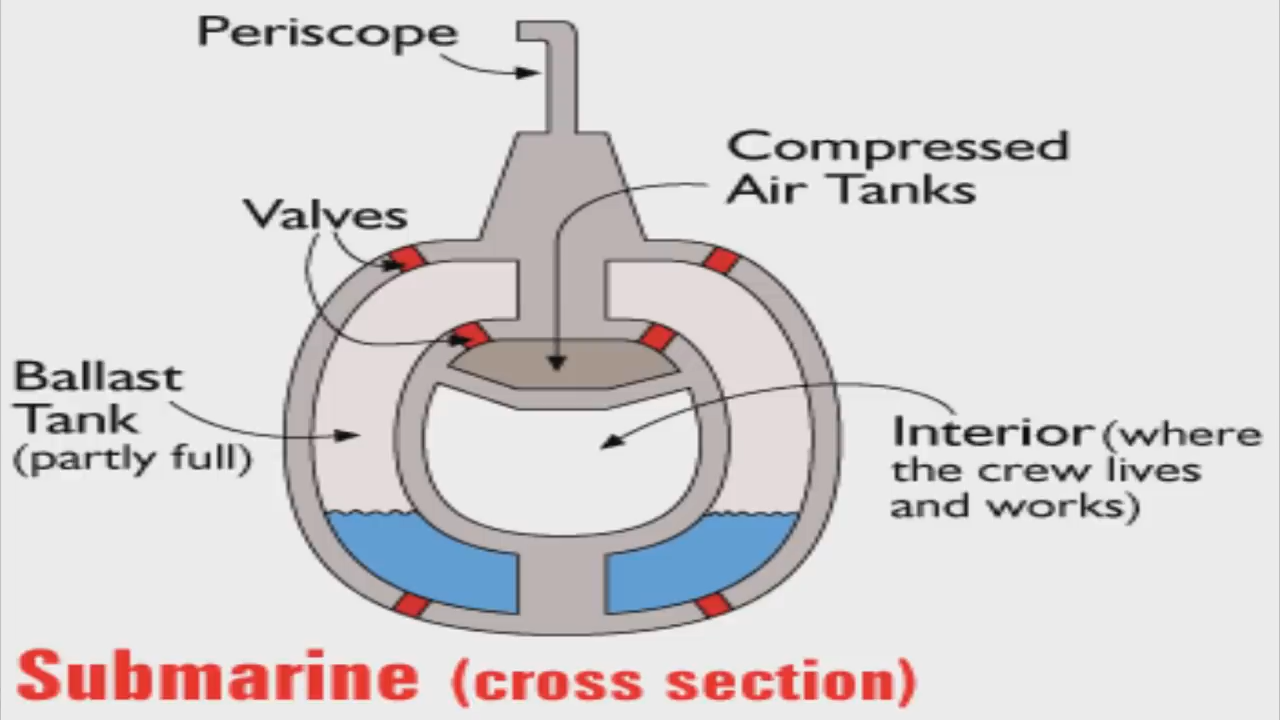 Periscope
Compressed
Air Tanks
Valves
Ballast
Tank
(partly full)
Interior (where
the crew lives
and works)
Submarine (cross section)